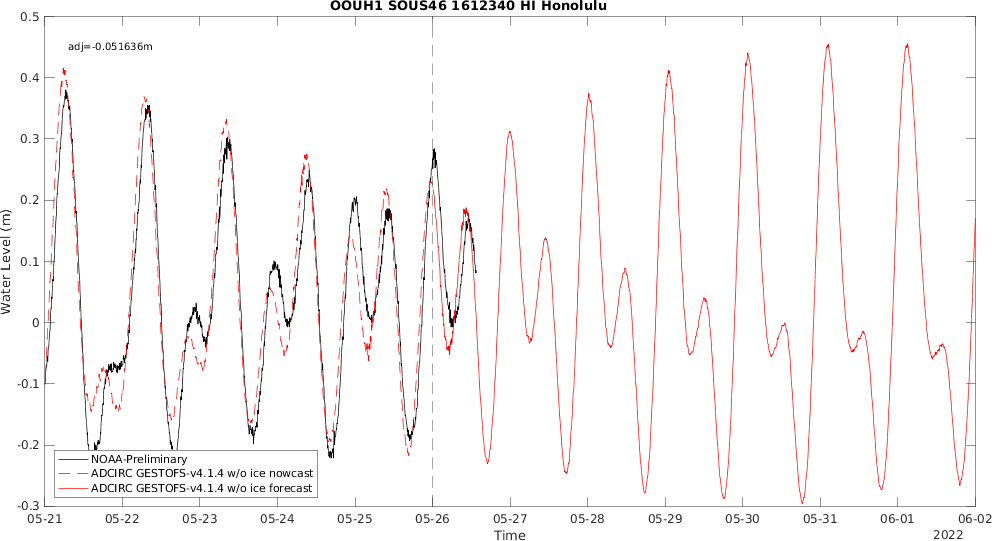 OOUH1 SOUS46 1612340 HI Honolulu
adj=-0.051636m
0.5
0.4
0.3
0.2
0.1
0
-0.1
-0.2
-0.3
Water Level (m)
NOAA-Preliminary
ADCIRC GESTOFS-v4.1.4 w/o ice nowcast
ADCIRC GESTOFS-v4.1.4 w/o ice forecast
05-21 05-22 05-23 05-24 05-25 05-26 05-27 05-28 05-29 05-30 05-31 06-01 06-02
Time
2022